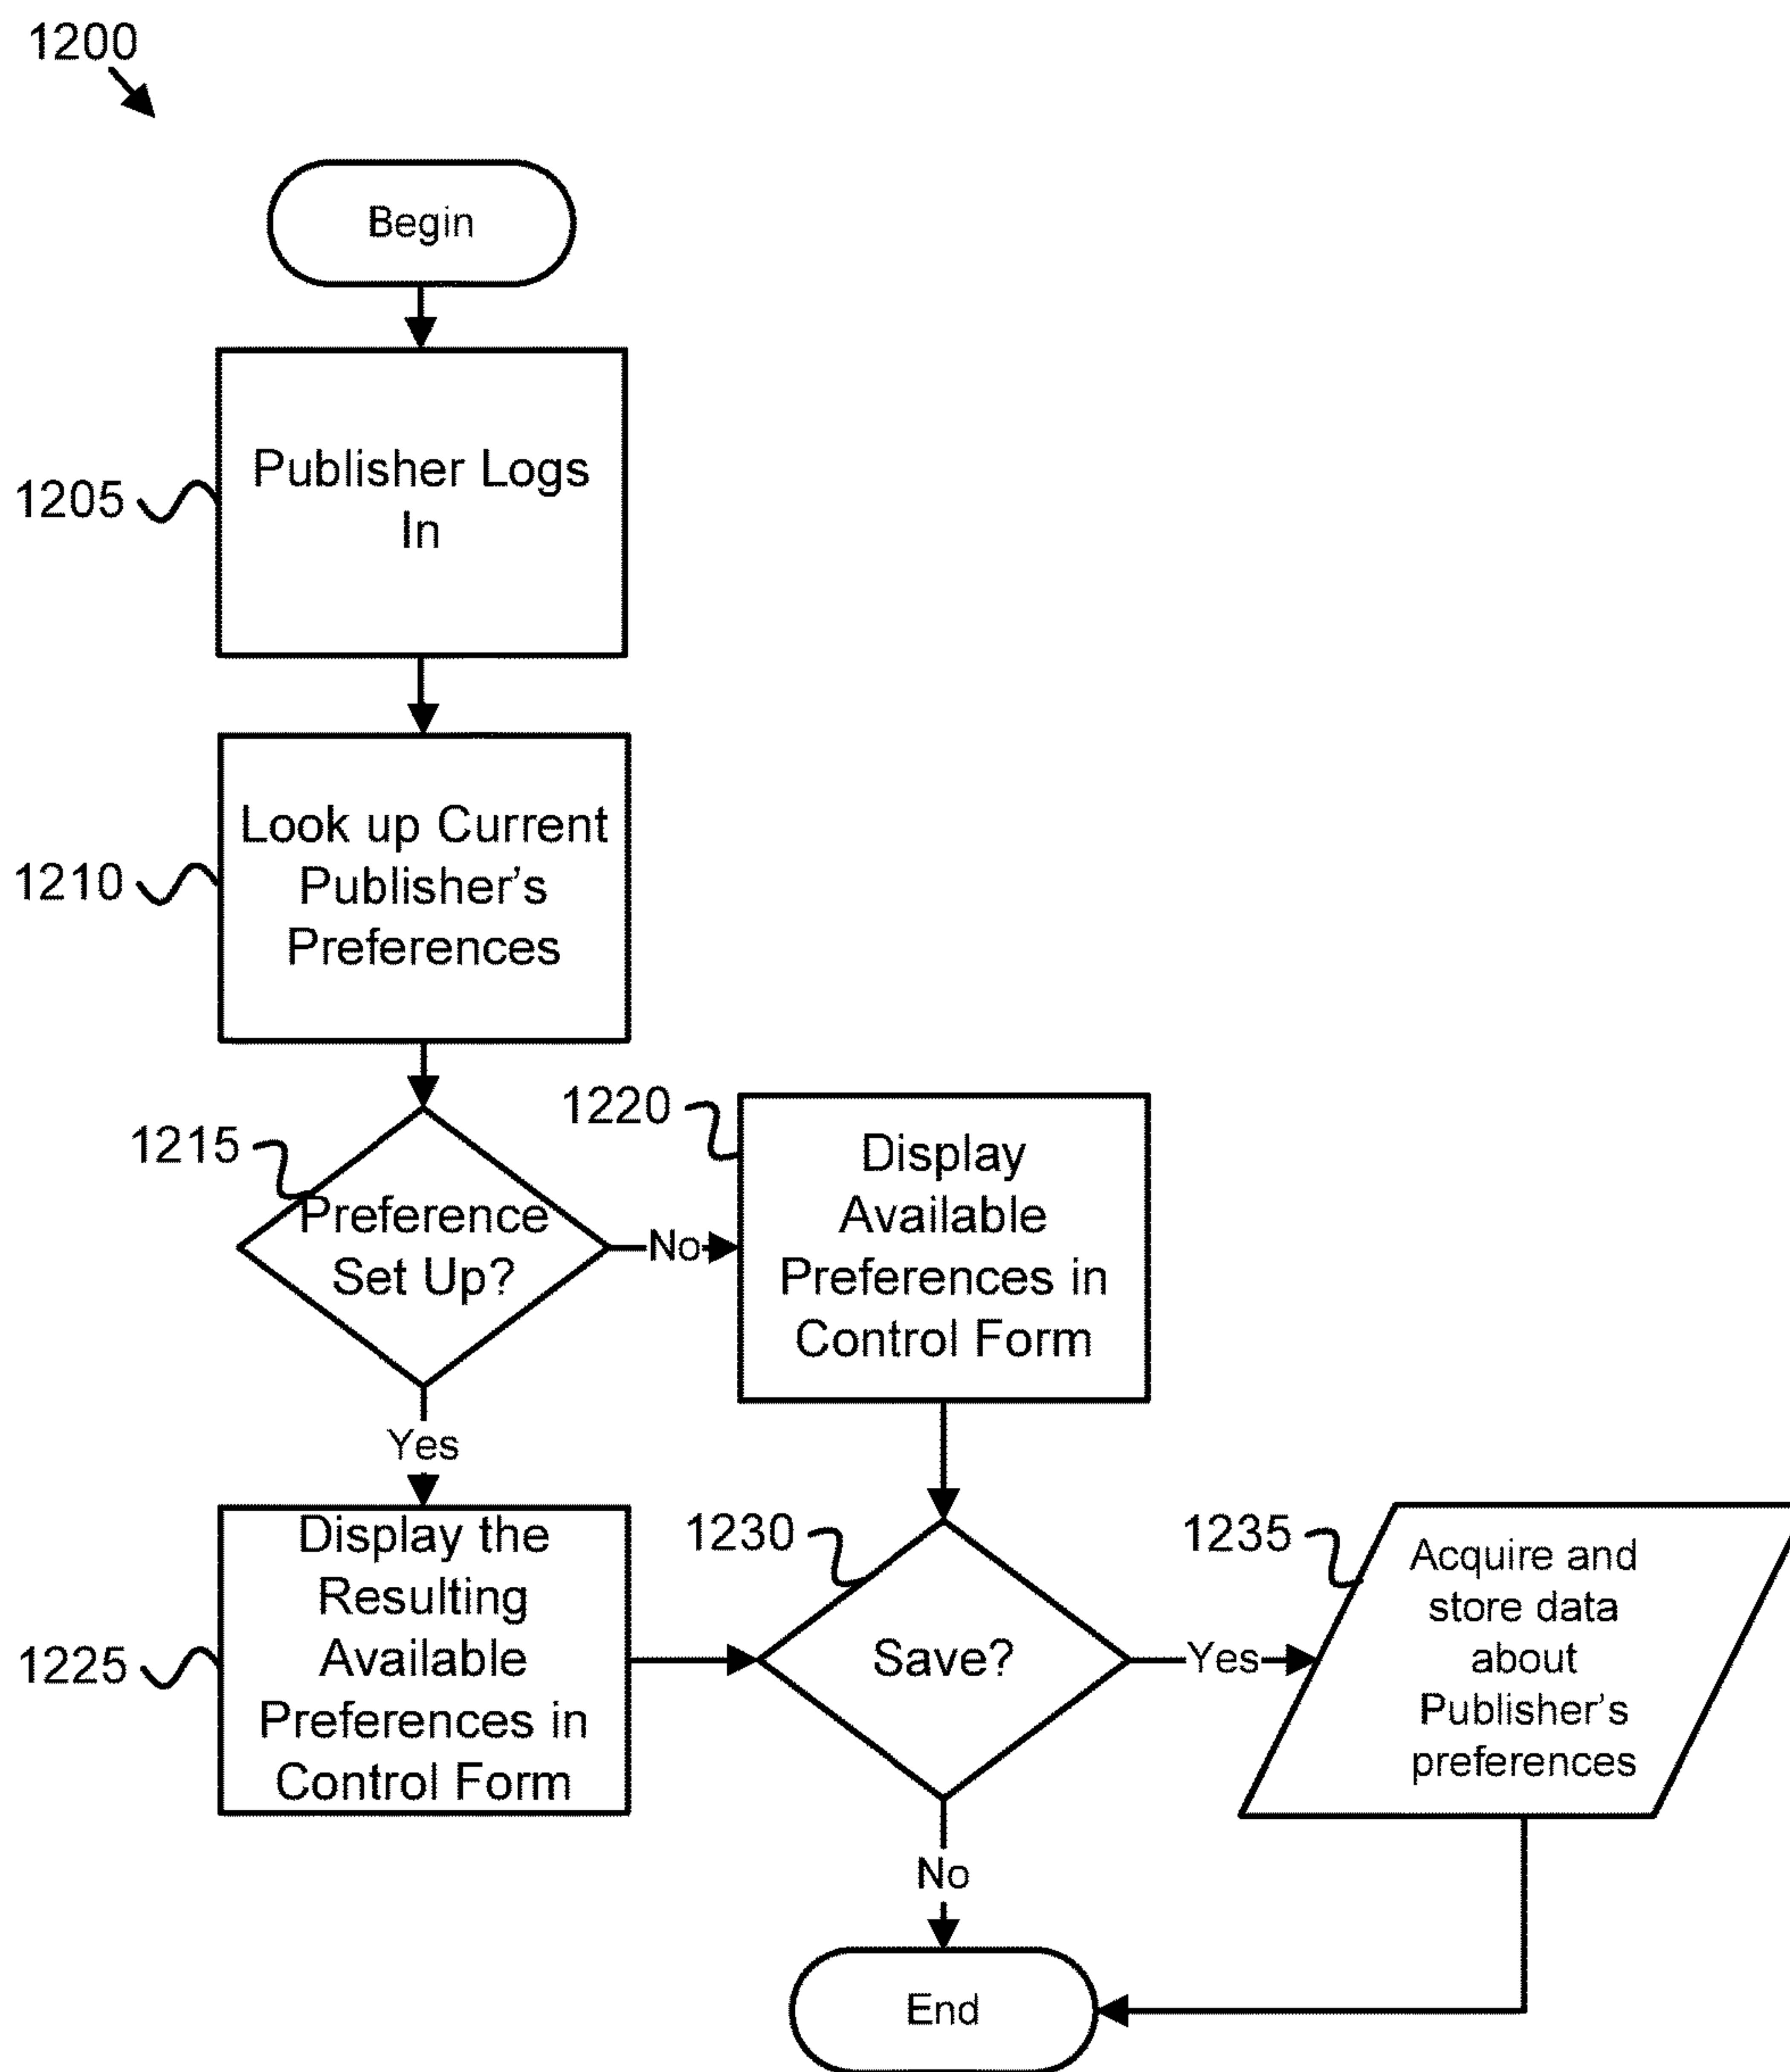 1200
Begin
1205
Publisher Logs
In
1210
Look up Current
Publisher's
Preferences
1215
Preference
Set Up?
No
1220
Display
Available
Preferences in
Control Form
Yes
1225
Display the
Resulting
Available
Preferences in
Control Form
1230
Save?
Yes
1235
Acquire and
store data
about
Publisher's
preferences
No
End